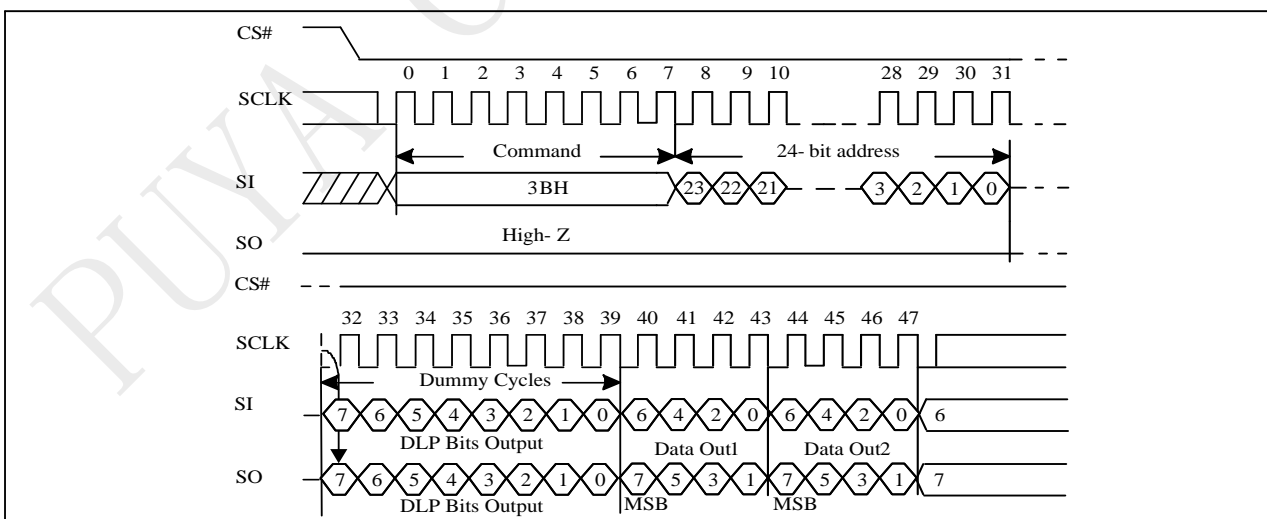 CS#
0 1 2 3 4 5 6 7 8 9 10 28 29 30 31
SCLK
Command 24- bit address
SI 3BH 23 22 21 3 2 1 0
SO High- Z
CS#
32 33 34 35 36 37 38 39 40 41 42 43 44 45 46 47
SCLK
Dummy Cycles
SI 7 6 5 4 3 2 1 0 6 4 2 0 6 4 2 0 6
DLP Bits Output Data Out1 Data Out2
SO 7 6 5 4 3 2 1 0 7 5 3 1 7 5 3 1 7
DLP Bits Output MSB MSB
PUYA